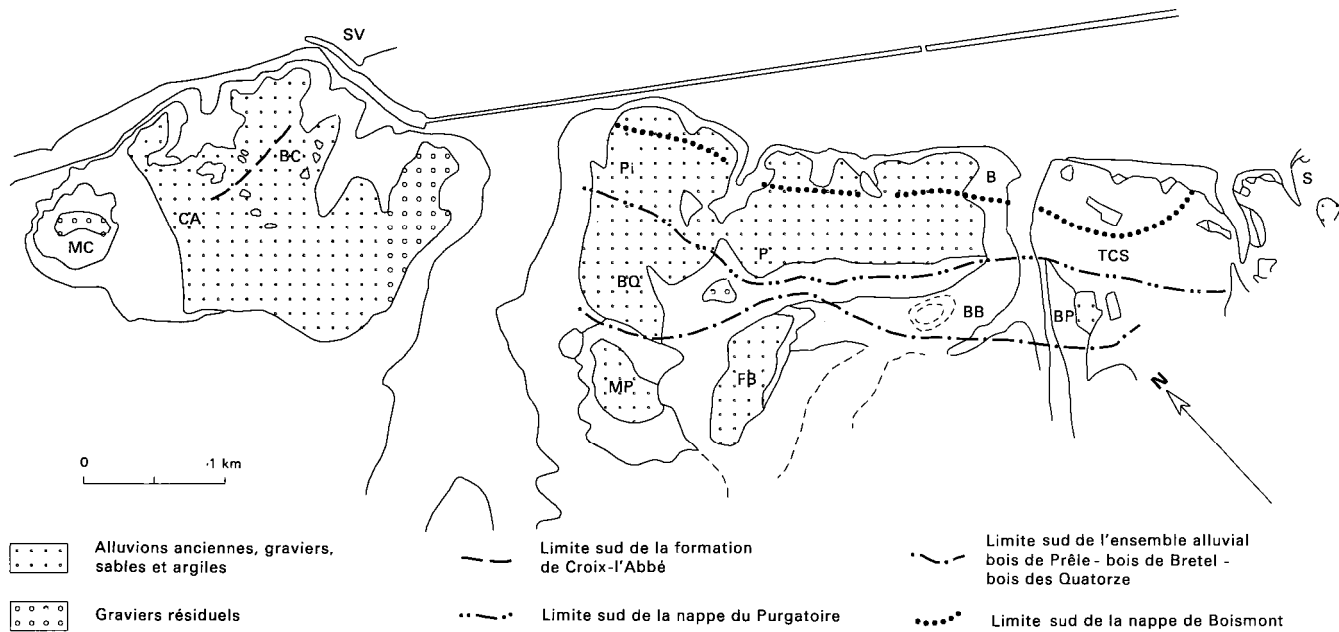 SV
BC
CA
MC
Pi
BQ
P
B
S
TCS
BB
BP
MP
FB
N
0 1 km
Alluvions anciennes, graviers,
sables et argiles
Graviers résiduels
Limite sud de la formation
de Croix-l'Abbé
Limite sud de la nappe du Purgatoire
Limite sud de l'ensemble alluvial
bois de Prêle - bois de Bretel -
bois des Quatorze
Limite sud de la nappe de Boismont